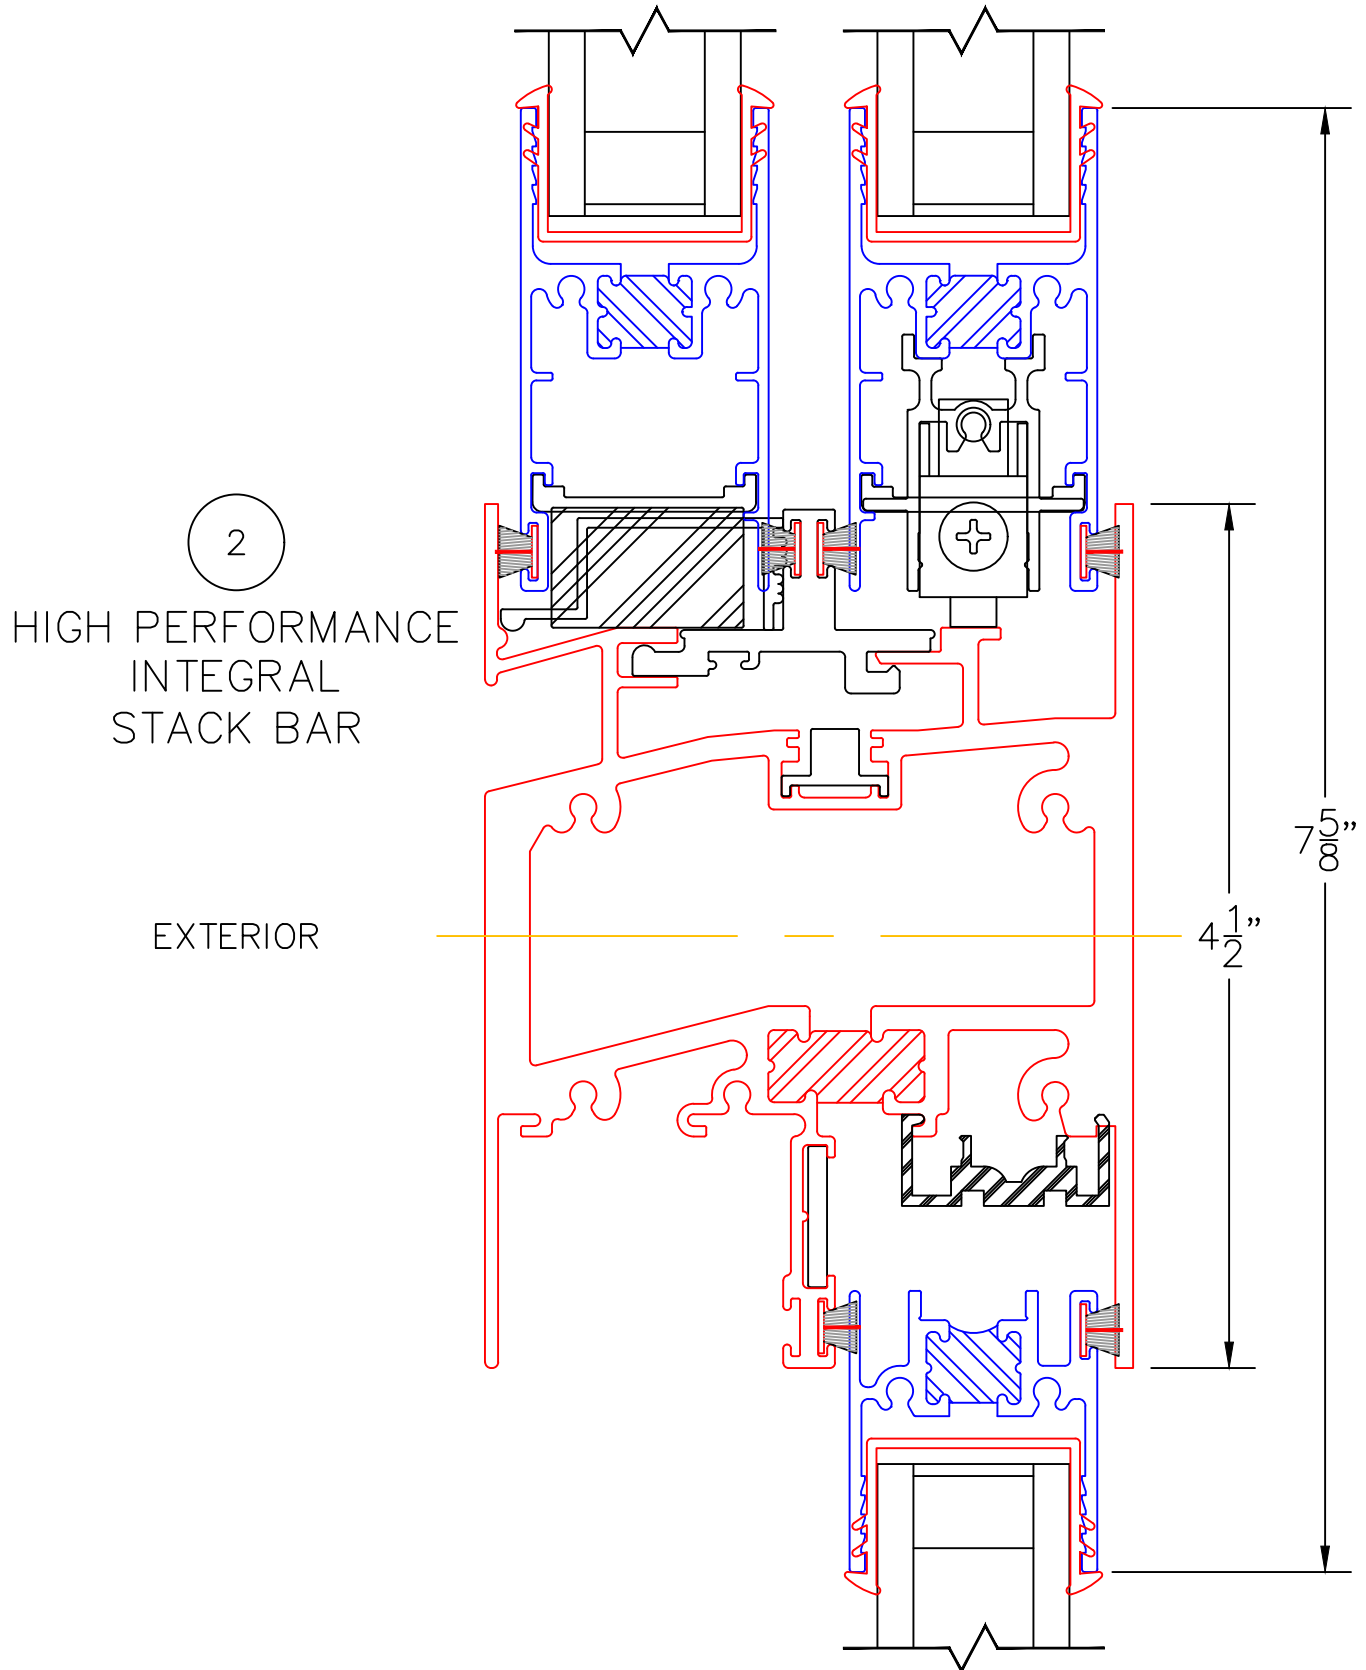 2
HIGH PERFORMANCE
INTEGRAL
STACK BAR
7 5/8”
EXTERIOR
4 1/2”